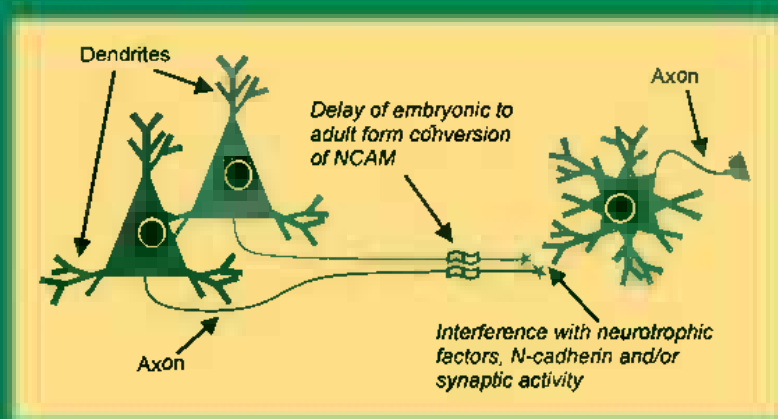 Dendrites
Axon
Delay of embryonic to
adult form conversion
of NCAM
Interference with neurotrophic
factors, N-cadherin and/or
synaptic activity
Axon